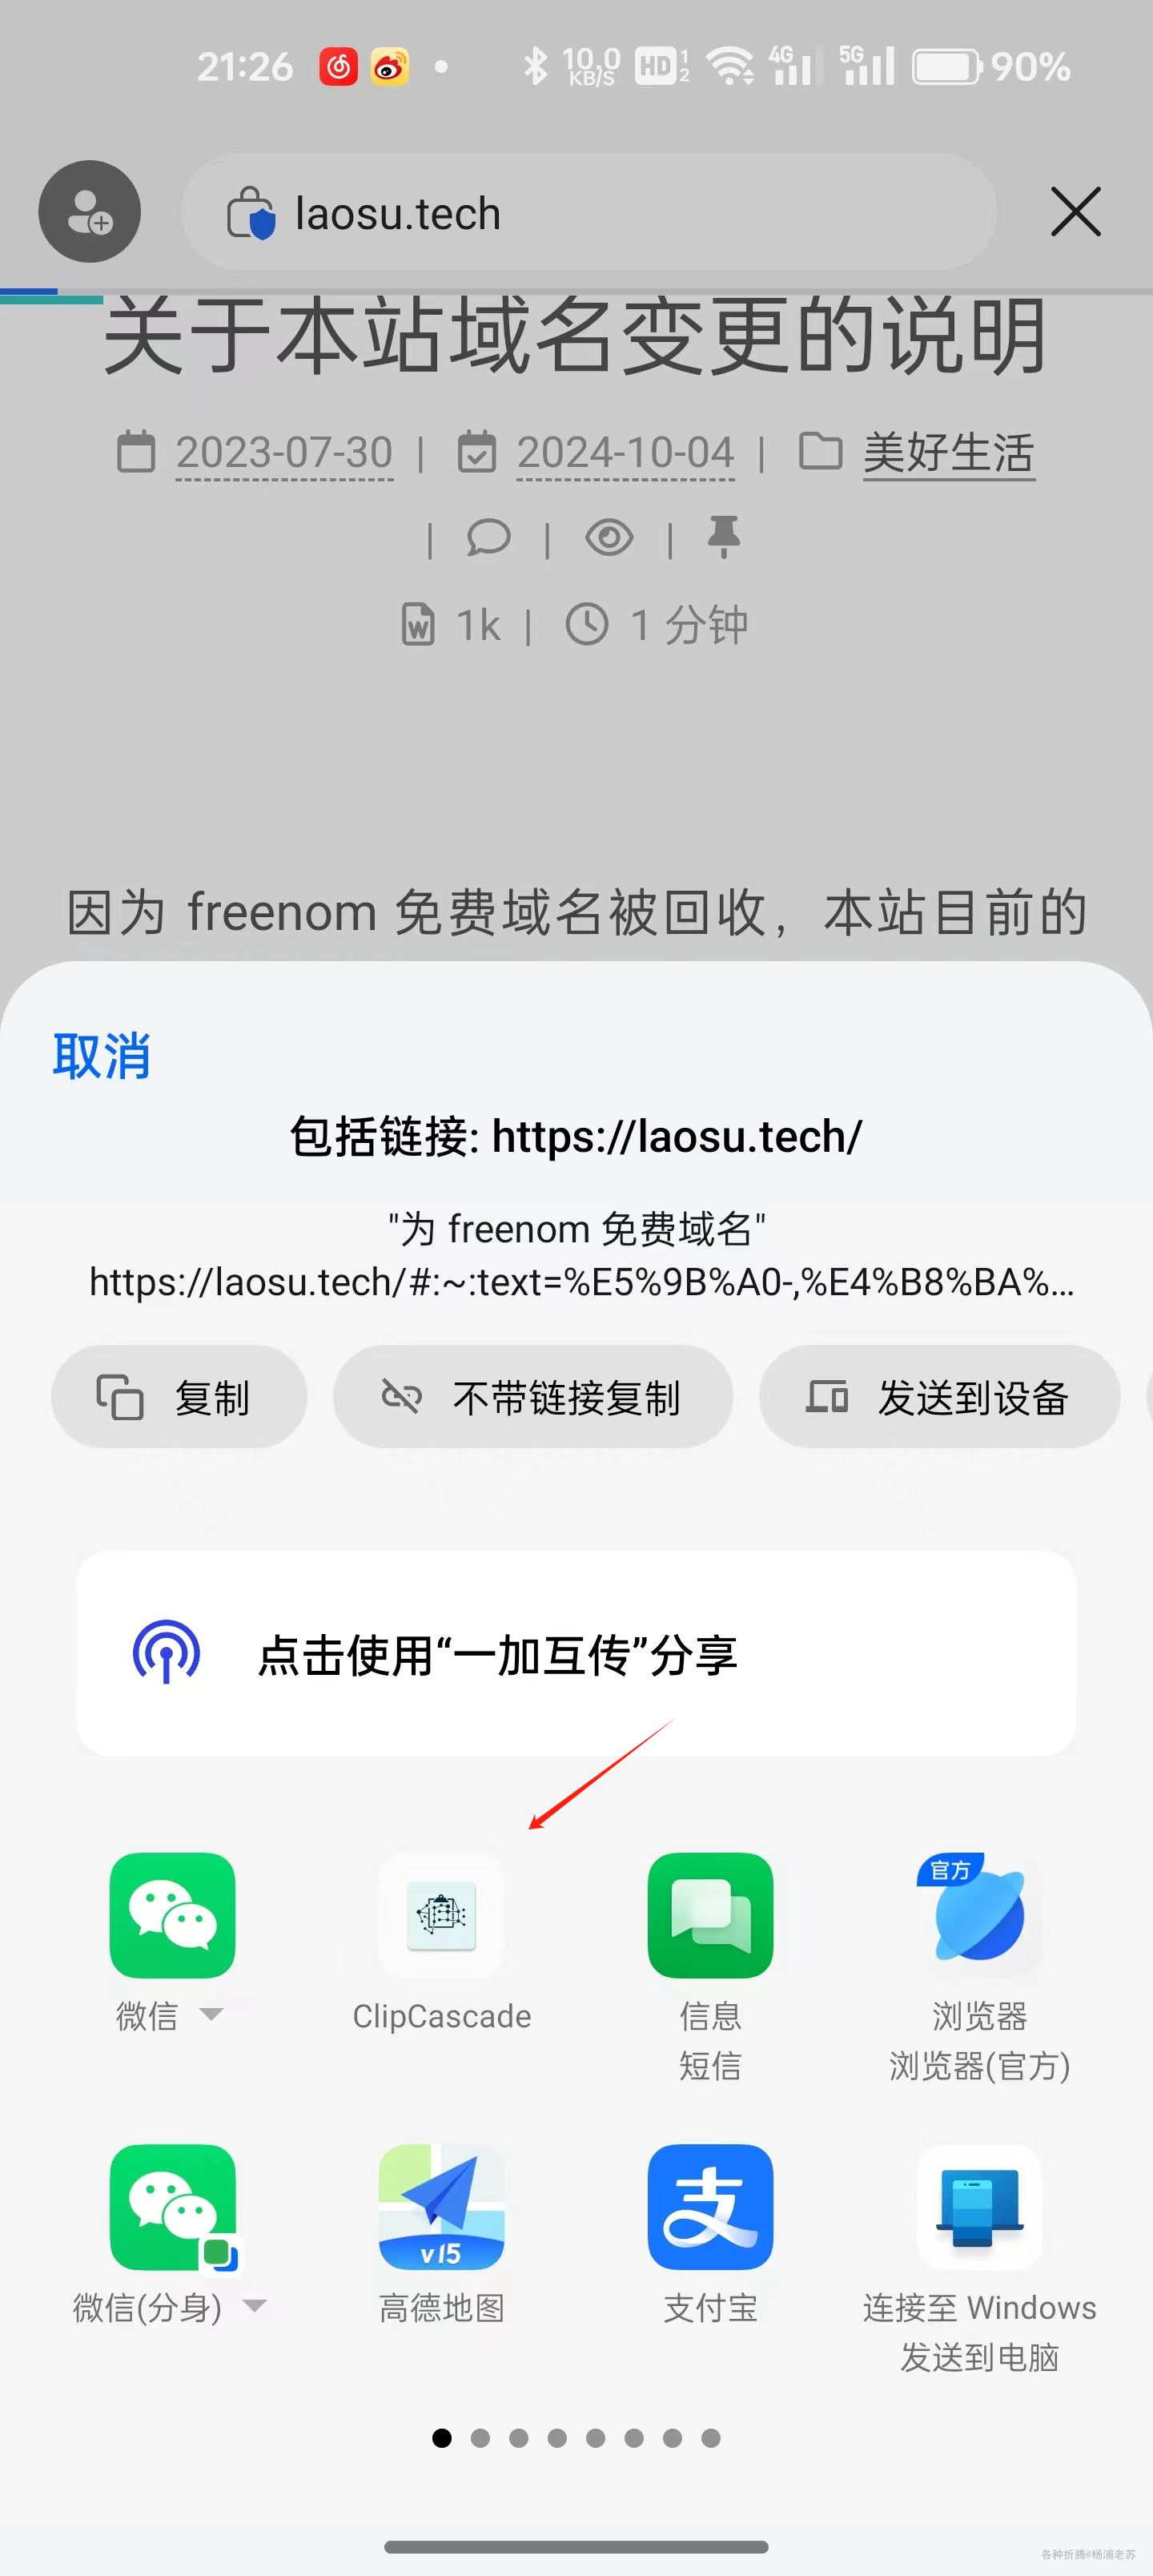 21:26
10.0 KB/S
HD 1 2
4G
5G
90%
laosu.tech
关于本站域名变更的说明
2023-07-30 | 2024-10-04 | 美好生活
| | |
W 1k | 1 分钟
因为 freenom 免费域名被回收，本站目前的
取消
包括链接: https://laosu.tech/
"为 freenom 免费域名"
https://laosu.tech/#:~:text=%E5%9B%A0-,%E4%B8%BA%...
复制 不带链接复制 发送到设备
点击使用“一加互传”分享
官方
微信 ClipCascade 信息 浏览器
短信 浏览器(官方)
v15
支
微信(分身) 高德地图 支付宝 连接至 Windows
发送到电脑
各种折腾@杨浦老苏